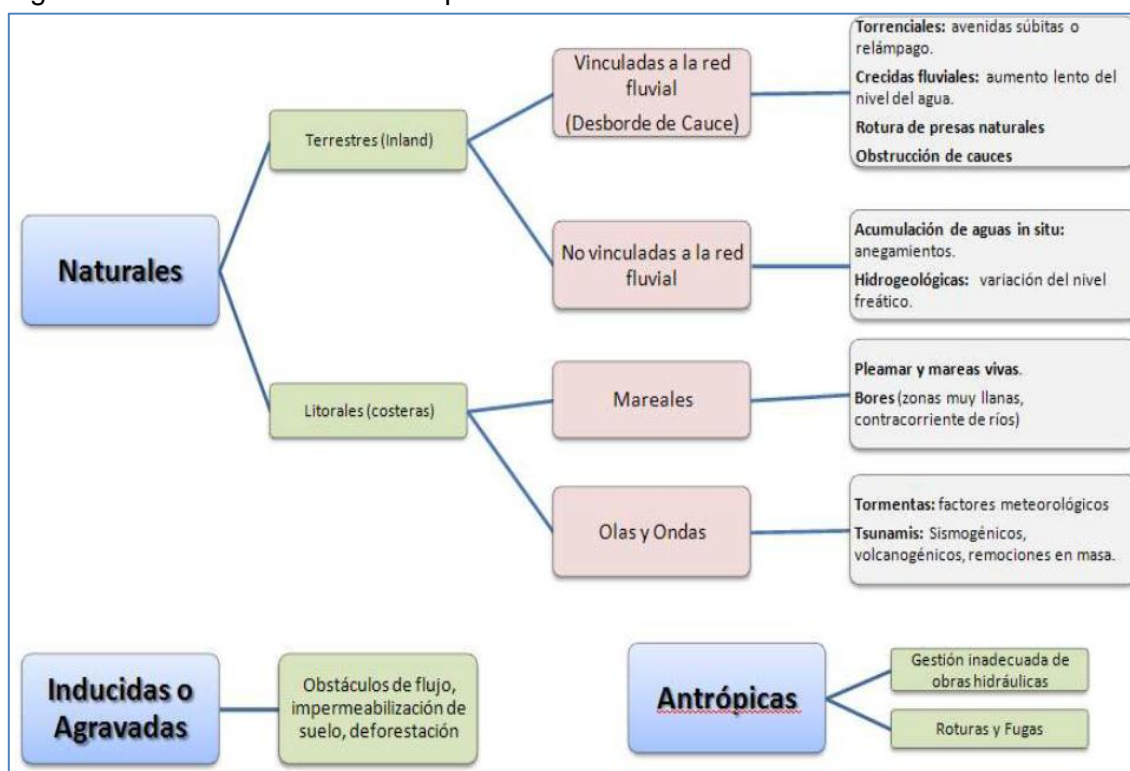 Naturales
Terrestres (Inland)
Vinculadas a la red
fluvial
(Desborde de Cauce)
Torrenciales: avenidas súbitas o
relámpago.
Crecidas fluviales: aumento lento del
nivel del agua.
Rotura de presas naturales
Obstrucción de cauces
No vinculadas a la red
fluvial
Acumulación de aguas in situ:
anegamientos.
Hidrogeológicas: variación del nivel
freático.
Litorales (costeras)
Mareales
Pleamar y mareas vivas.
Bores (zonas muy llanas,
contracorriente de ríos)
Olas y Ondas
Tormentas: factores meteorológicos
Tsunamis: Sismogénicos,
volcanogénicos, remociones en masa.
Inducidas o
Agravadas
Obstáculos de flujo,
impermeabilización de
suelo, deforestación
Antrópicas
Gestión inadecuada de
obras hidráulicas
Roturas y Fugas